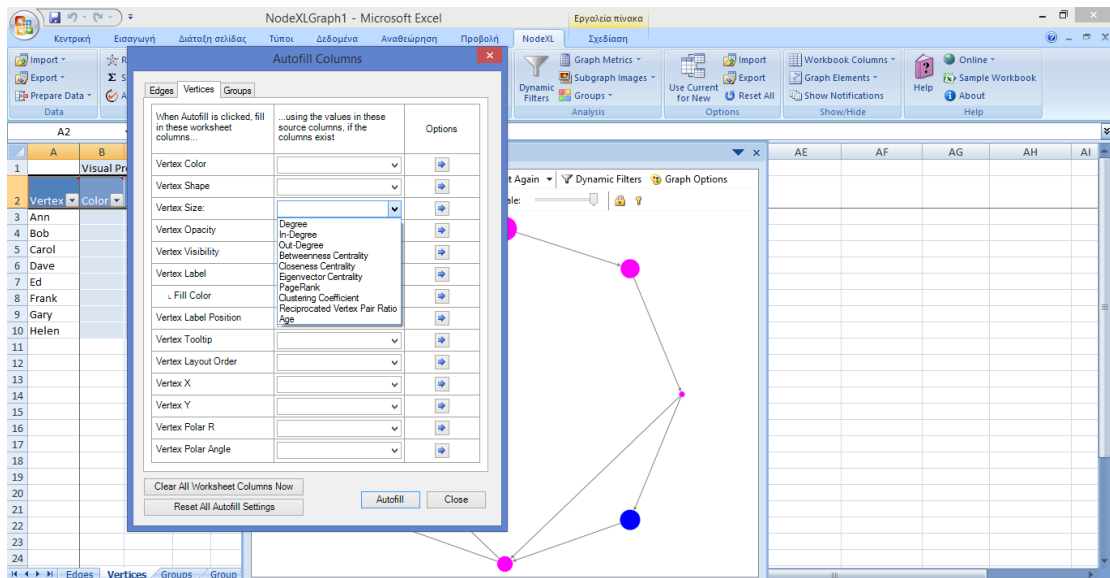 NodeXLGraph1 - Microsoft Excel
Εργαλεία πίνακα
Κεντρική Εισαγωγή Διάταξη σελίδας Τύποι Δεδομένα Αναθεώρηση Προβολή NodeXL Σχεδίαση
Import
Export
Prepare Data
Data
Dynamic Filters
Graph Metrics
Subgraph Images
Groups
Analysis
Use Current for New
Import
Export
Reset All
Options
Workbook Columns
Graph Elements
Show Notifications
Show/Hide
Help
Online
Sample Workbook
About
Help
A2
Autofill Columns
Edges Vertices Groups
When Autofill is clicked, fill in these worksheet columns...
...using the values in these source columns, if the columns exist
Options
Vertex Color
Vertex Shape
Vertex Size:
Vertex Opacity
Vertex Visibility
Vertex Label
Fill Color
Vertex Label Position
Vertex Tooltip
Vertex Layout Order
Vertex X
Vertex Y
Vertex Polar R
Vertex Polar Angle
Degree
In-Degree
Out-Degree
Betweenness Centrality
Closeness Centrality
Eigenvector Centrality
PageRank
Clustering Coefficient
Reciprocated Vertex Pair Ratio
Age
Clear All Worksheet Columns Now
Reset All Autofill Settings
Autofill
Close
t Again Dynamic Filters Graph Options
ale:
A B AE AF AG AH AI
1 Visual Pr
2 Vertex Color
3 Ann
4 Bob
5 Carol
6 Dave
7 Ed
8 Frank
9 Gary
10 Helen
11
12
13
14
15
16
17
18
19
20
21
22
23
24
Edges Vertices Groups Group